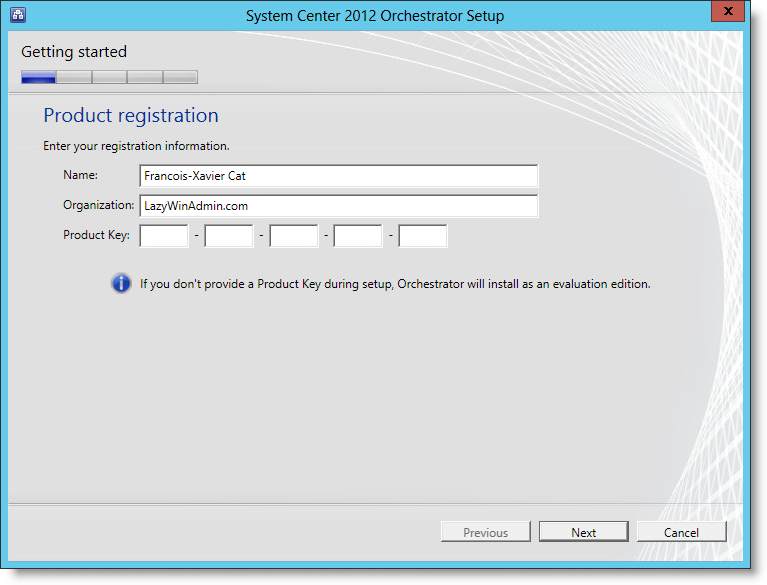 System Center 2012 Orchestrator Setup
x
Getting started
Product registration
Enter your registration information.
Name: Francois-Xavier Cat
Organization: LazyWinAdmin.com
Product Key: - - - -
If you don't provide a Product Key during setup, Orchestrator will install as an evaluation edition.
Previous Next Cancel